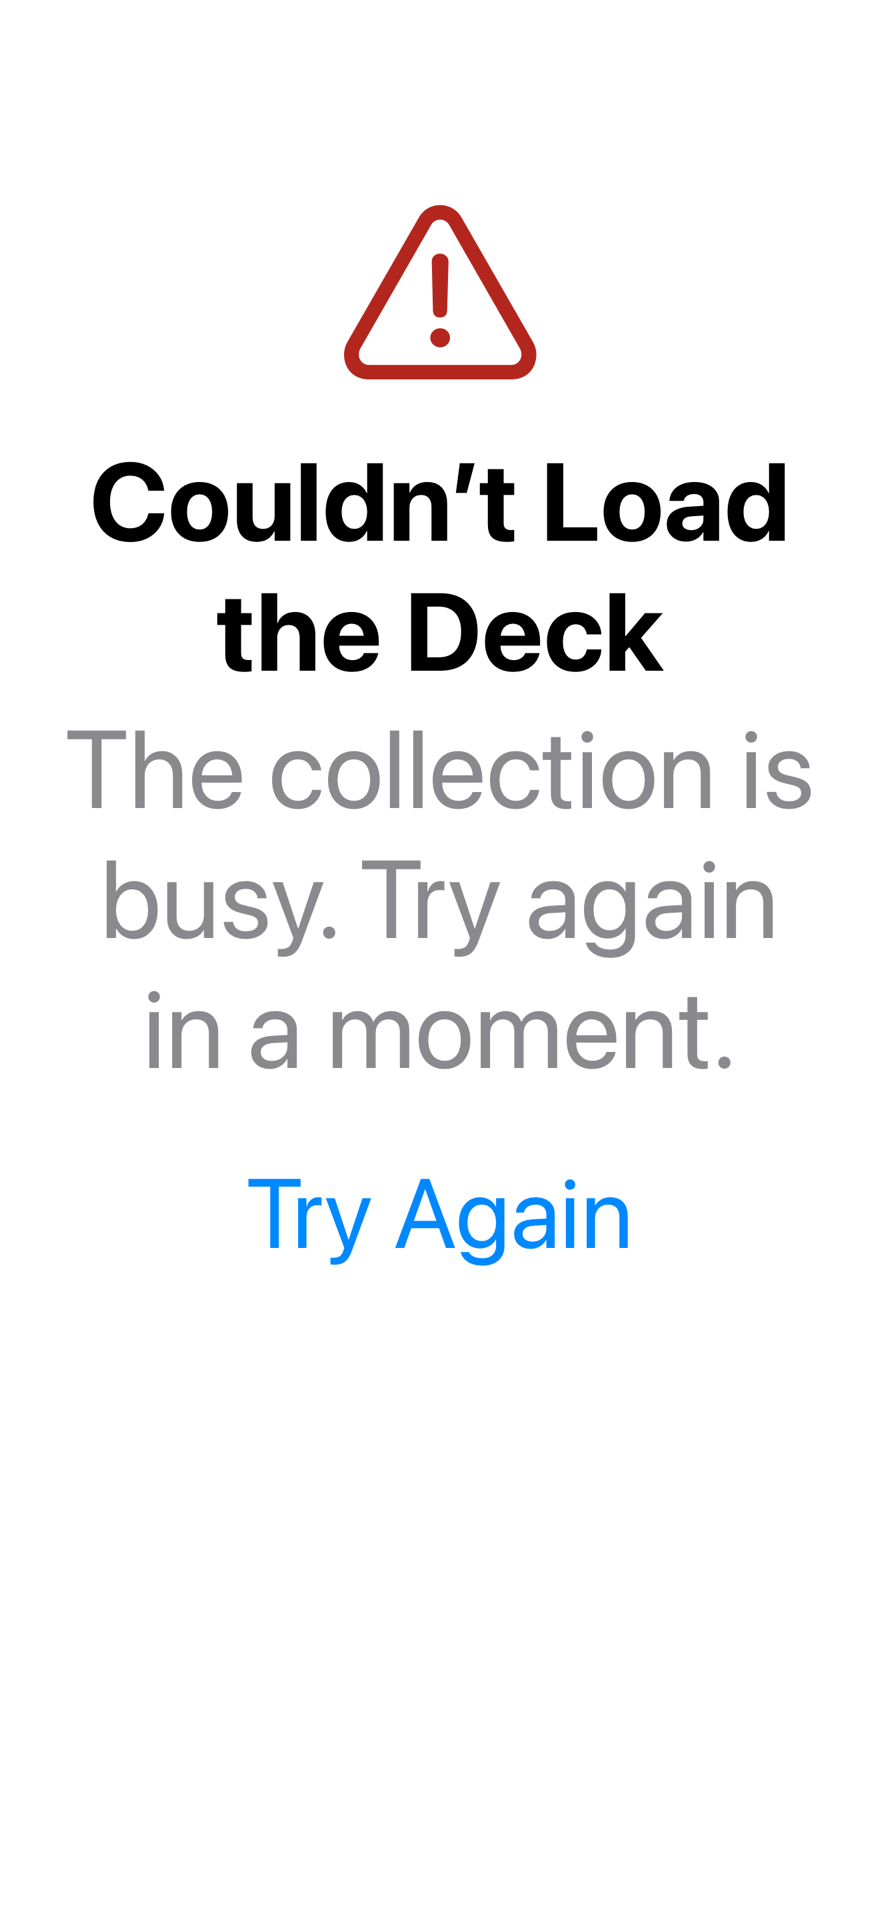 Couldn’t Load
the Deck
The collection is
busy. Try again
in a moment.
Try Again